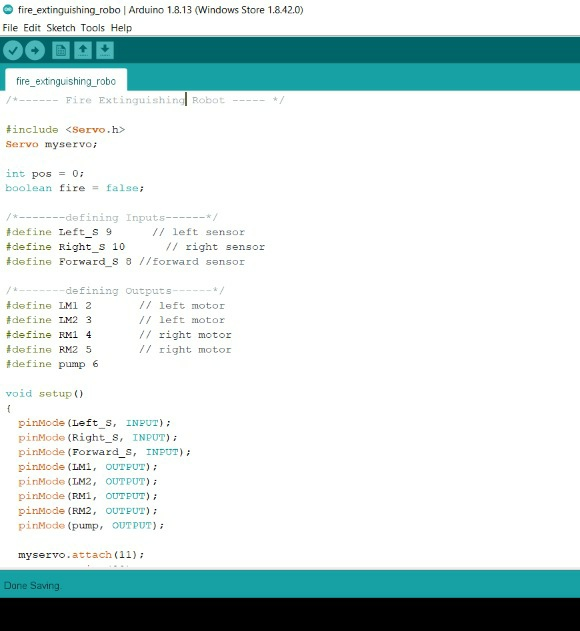 fire_extinguishing_robo | Arduino 1.8.13 (Windows Store 1.8.42.0)
File Edit Sketch Tools Help
fire_extinguishing_robo
/*------ Fire Extinguishing Robot ----- */
#include <Servo.h>
Servo myservo;
int pos = 0;
boolean fire = false;
/*-------defining Inputs------*/
#define Left_S 9 // left sensor
#define Right_S 10 // right sensor
#define Forward_S 8 //forward sensor
/*-------defining Outputs------*/
#define LM1 2 // left motor
#define LM2 3 // left motor
#define RM1 4 // right motor
#define RM2 5 // right motor
#define pump 6
void setup()
{
pinMode(Left_S, INPUT);
pinMode(Right_S, INPUT);
pinMode(Forward_S, INPUT);
pinMode(LM1, OUTPUT);
pinMode(LM2, OUTPUT);
pinMode(RM1, OUTPUT);
pinMode(RM2, OUTPUT);
pinMode(pump, OUTPUT);
myservo.attach(11);
Done Saving.